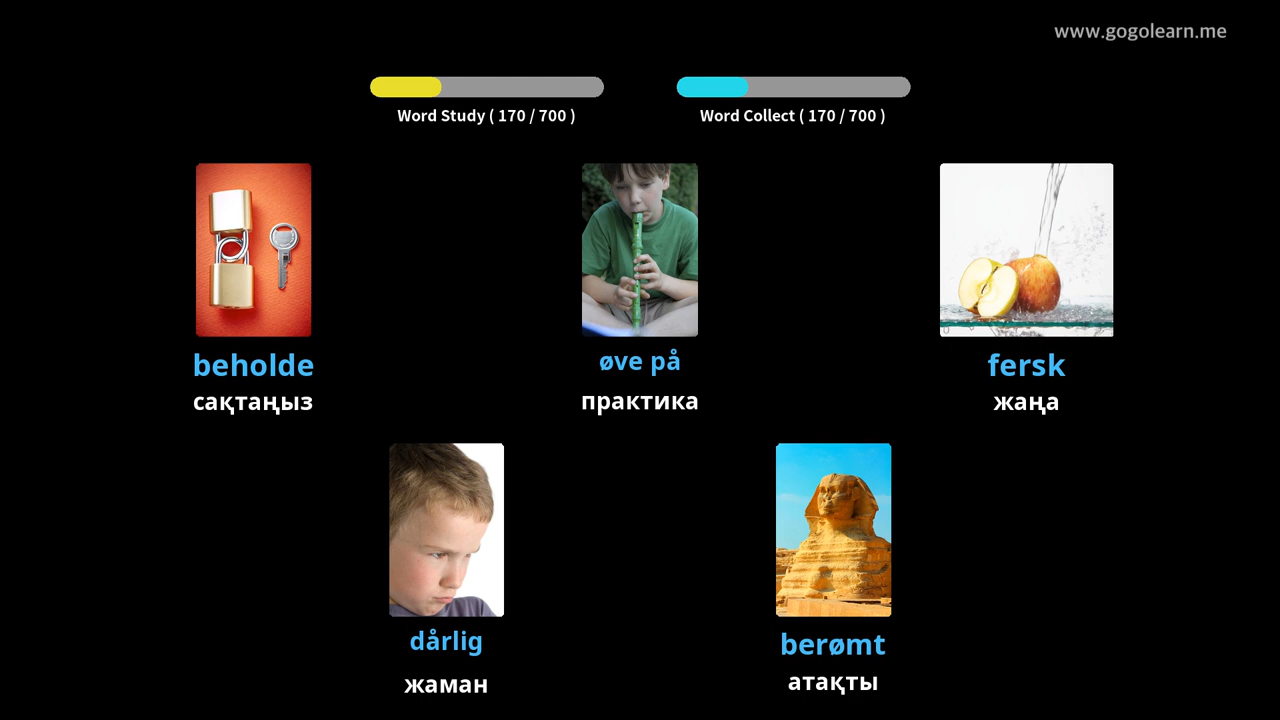 www.gogolearn.me
Word Study ( 170 / 700 )
Word Collect ( 170 / 700 )
beholde
сақтаңыз
øve på
практика
fersk
жаңа
dårlig
жаман
berømt
атақты